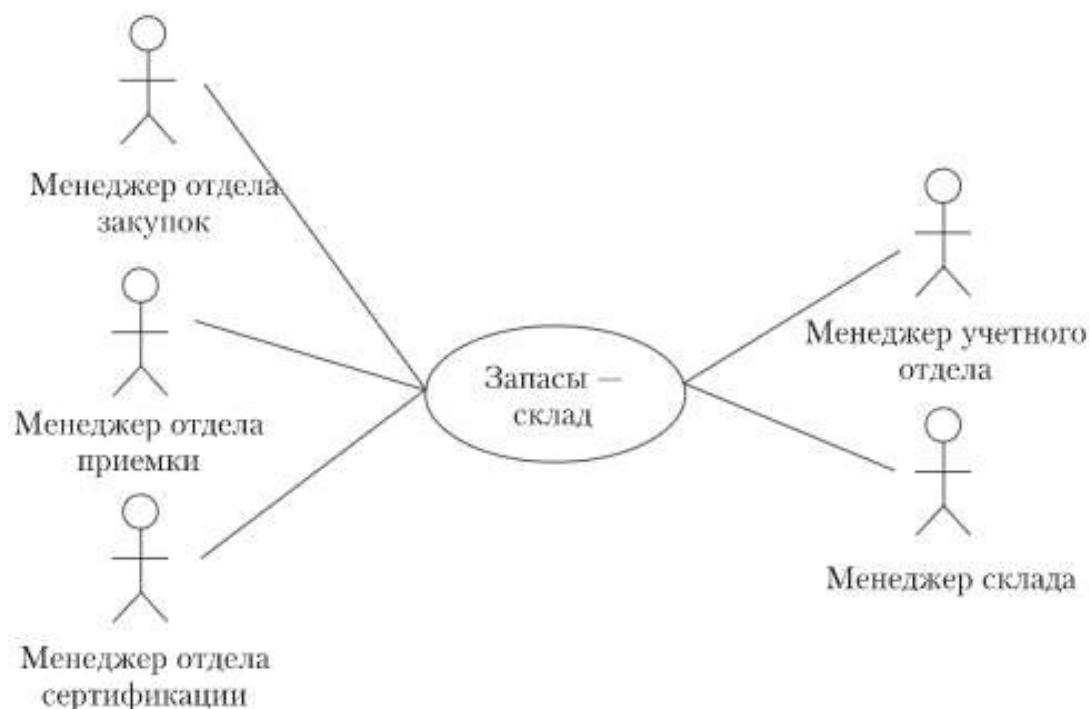 Менеджер отдела
закупок
Менеджер отдела
приемки
Менеджер отдела
сертификации
Запасы —
склад
Менеджер учетного
отдела
Менеджер склада